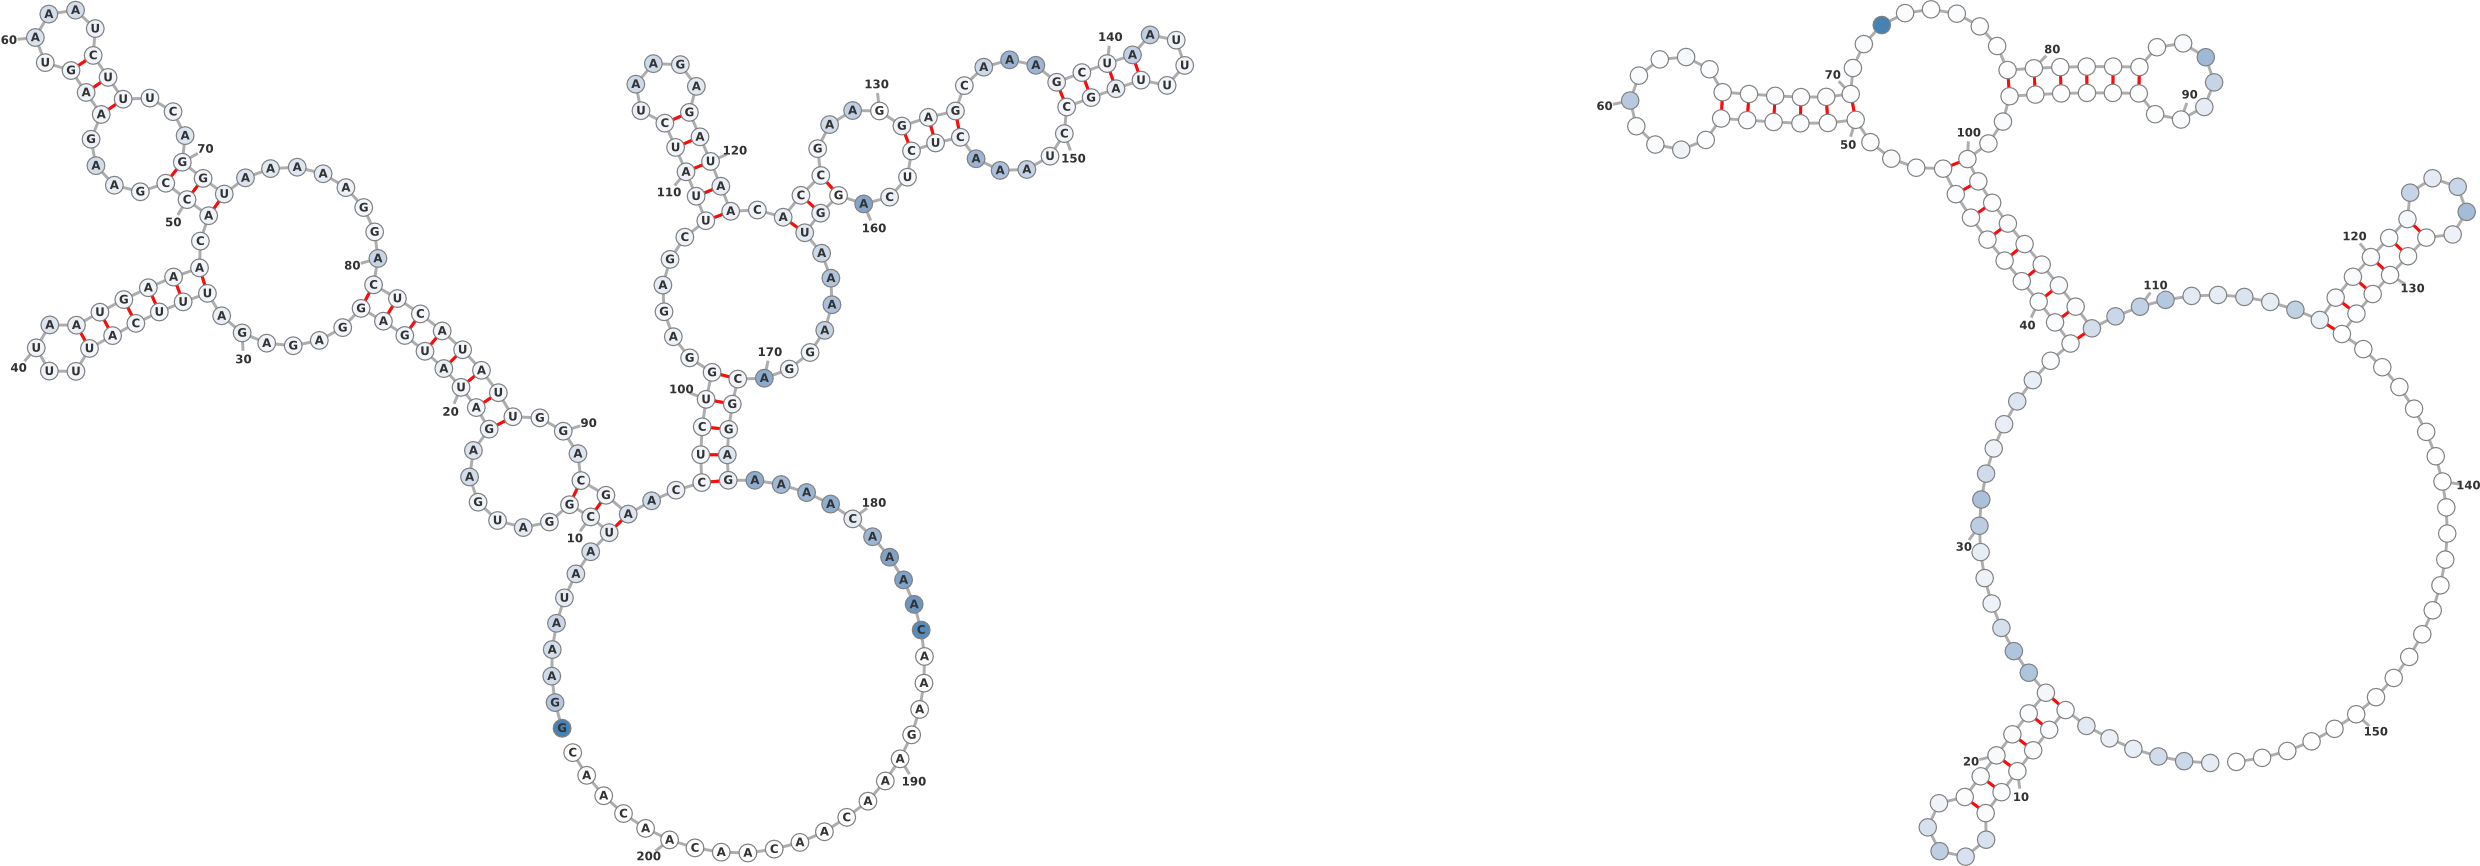 G G A A A U A A U C
10
G G A U G A A G A U
20
A U G A G G A G A G
30
A U U U C A U U U U
40
A A U G A A A C A C
50
C G A A G A A G U A
60
A A U C U U U C A G
70
G U A A A A A G G A
80
C U C A U A U U G G
90
A C G A A C C U C U
100
G G A G A G C U U A
110
U C U A A G A G A U
120
A A C A C C G A A G
130
G A G C A A A G C U
140
A A U U U U A G C C
150
U A A A C U C U C A
160
G G U A A A A G G A
170
C G G A G A A A A C
180
A A A A C A A A G A
190
A A C A A C A A C A
200
A C A A C
10
20
30
40
50
60
70
80
90
100
110
120
130
140
150